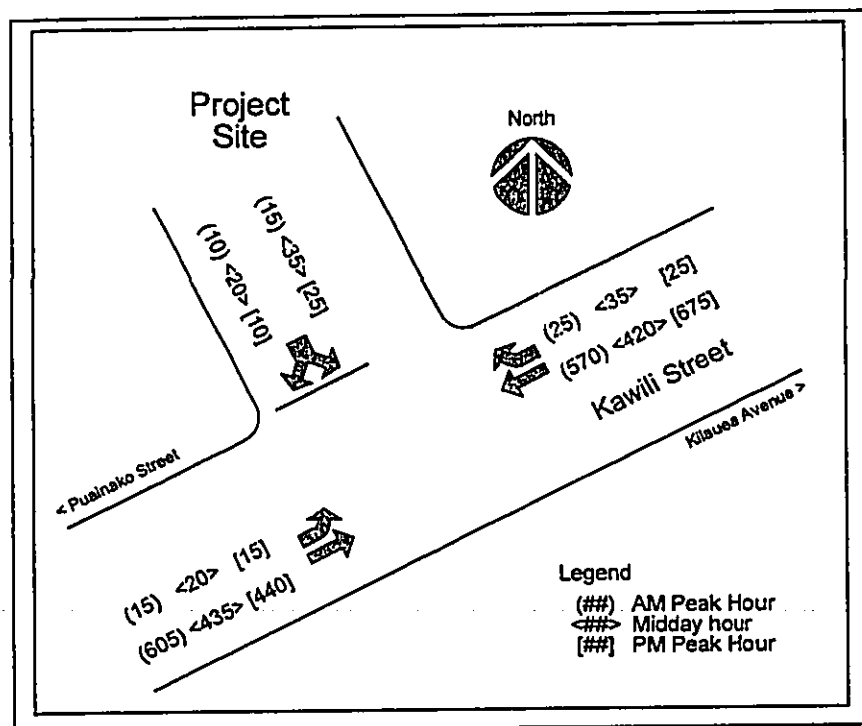 Project
Site
North
(10) <20> [10]
(15) <35> [25]
(25) <35> [25]
(570) <420> [675]
Kawili Street
Kilauea Avenue >
< Puainako Street
(15) <20> [15]
(605) <435> [440]
Legend
(##) AM Peak Hour
<##> Midday hour
[##] PM Peak Hour